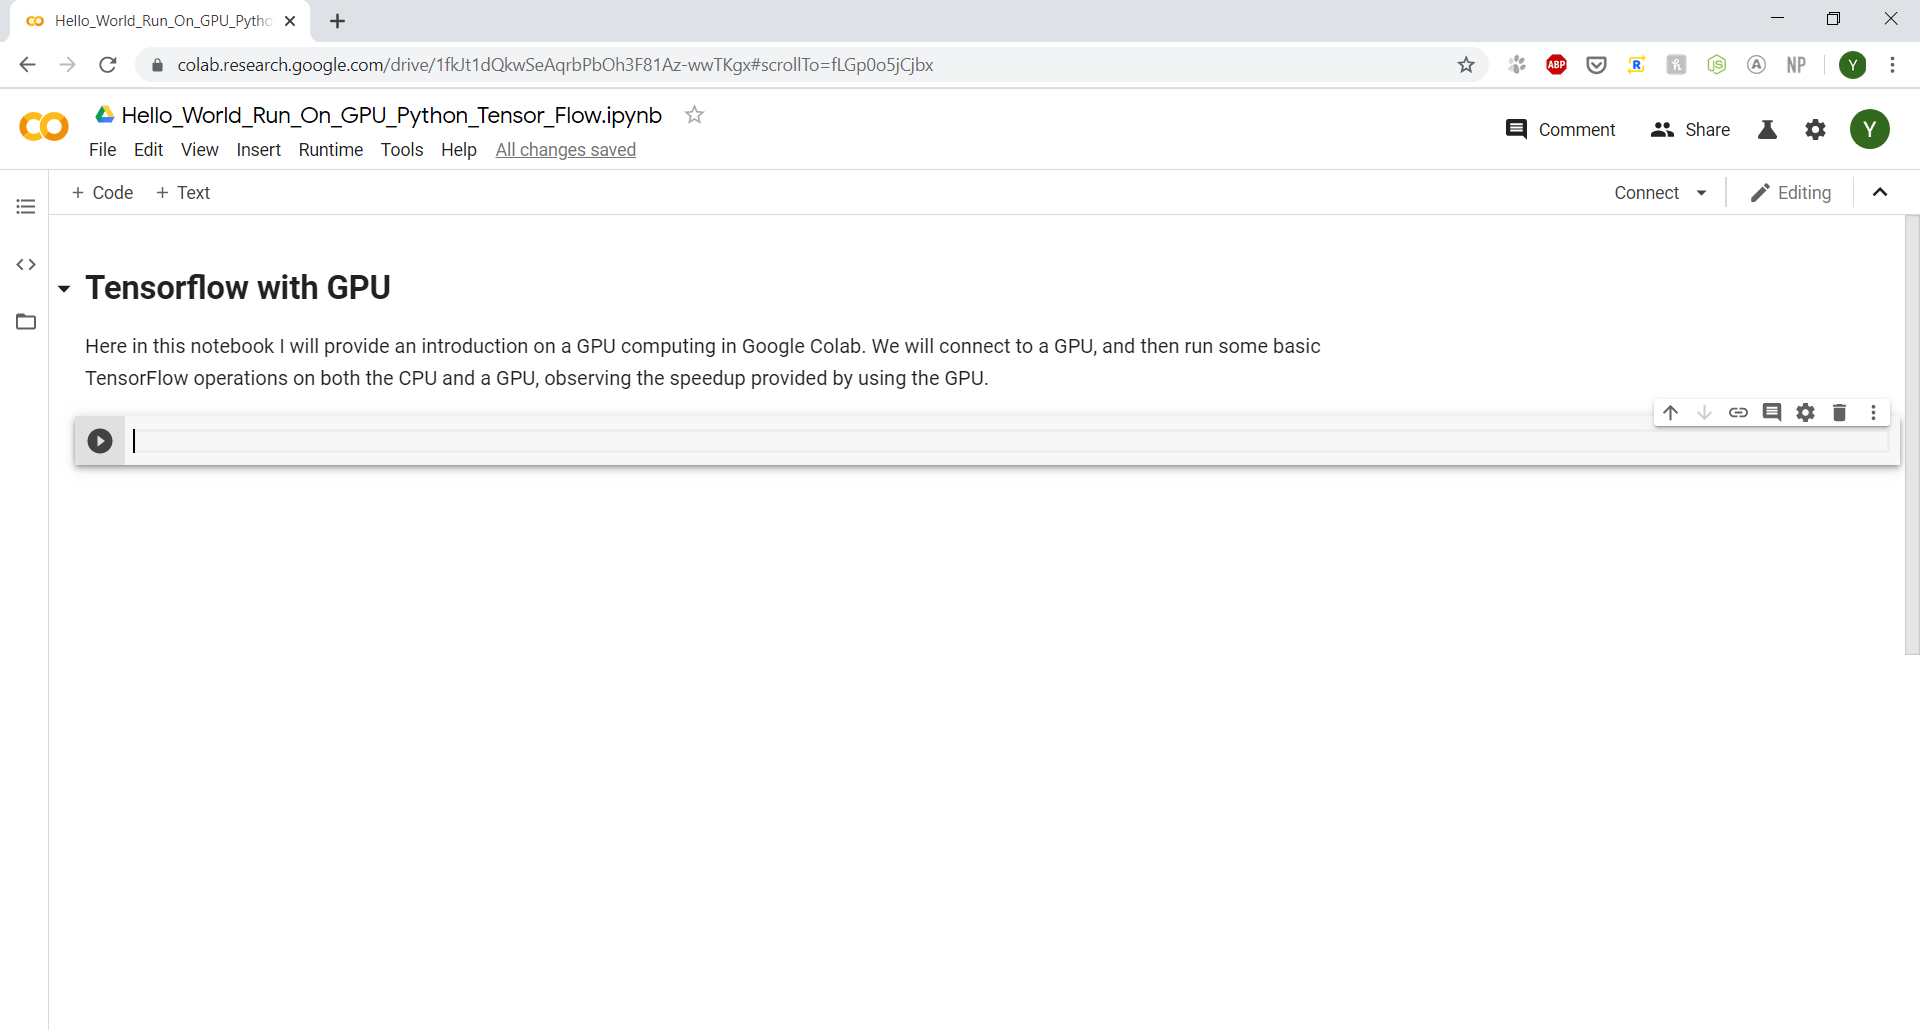 Hello_World_Run_On_GPU_Pytho
colab.research.google.com/drive/1fkJt1dQkwSeAqrbPbOh3F81Az-wwTKgx#scrollTo=fLGp0o5jCjbx
ABP
R
h
JS
A
NP
Y
Hello_World_Run_On_GPU_Python_Tensor_Flow.ipynb
Comment
Share
Y
File Edit View Insert Runtime Tools Help All changes saved
+ Code + Text
Connect
Editing
Tensorflow with GPU
Here in this notebook I will provide an introduction on a GPU computing in Google Colab. We will connect to a GPU, and then run some basic
TensorFlow operations on both the CPU and a GPU, observing the speedup provided by using the GPU.